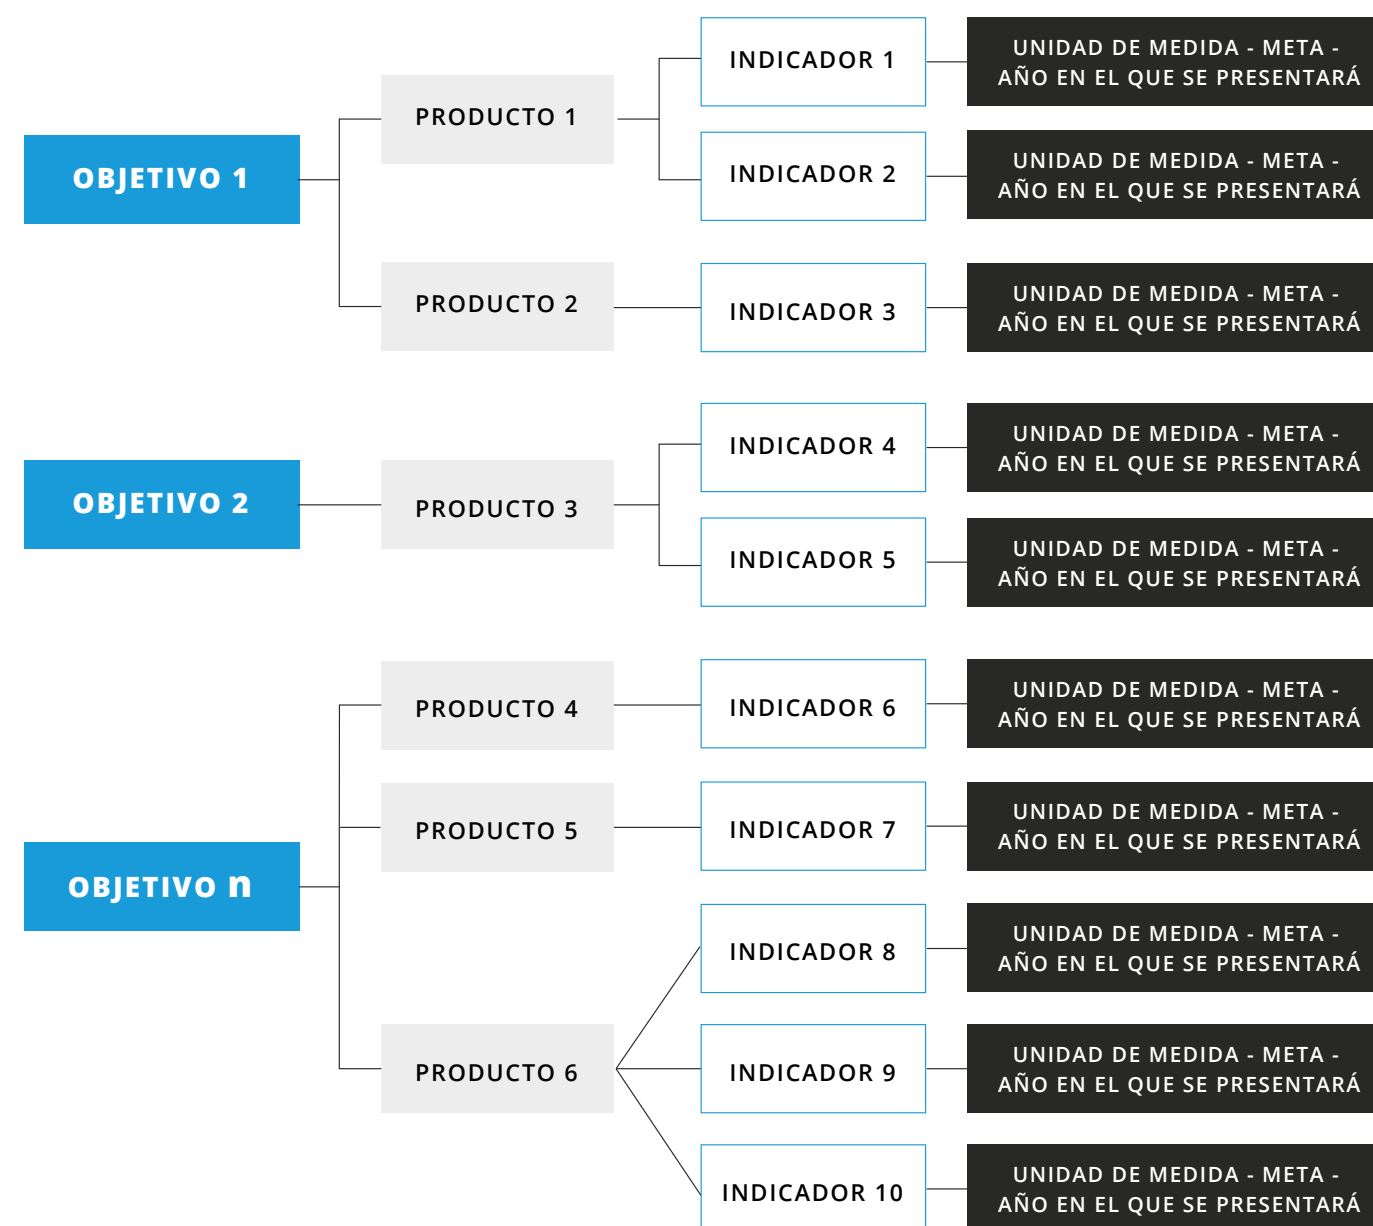 OBJETIVO 1
PRODUCTO 1
INDICADOR 1
UNIDAD DE MEDIDA - META -
AÑO EN EL QUE SE PRESENTARÁ
INDICADOR 2
UNIDAD DE MEDIDA - META -
AÑO EN EL QUE SE PRESENTARÁ
PRODUCTO 2
INDICADOR 3
UNIDAD DE MEDIDA - META -
AÑO EN EL QUE SE PRESENTARÁ
OBJETIVO 2
PRODUCTO 3
INDICADOR 4
UNIDAD DE MEDIDA - META -
AÑO EN EL QUE SE PRESENTARÁ
INDICADOR 5
UNIDAD DE MEDIDA - META -
AÑO EN EL QUE SE PRESENTARÁ
OBJETIVO n
PRODUCTO 4
INDICADOR 6
UNIDAD DE MEDIDA - META -
AÑO EN EL QUE SE PRESENTARÁ
PRODUCTO 5
INDICADOR 7
UNIDAD DE MEDIDA - META -
AÑO EN EL QUE SE PRESENTARÁ
PRODUCTO 6
INDICADOR 8
UNIDAD DE MEDIDA - META -
AÑO EN EL QUE SE PRESENTARÁ
INDICADOR 9
UNIDAD DE MEDIDA - META -
AÑO EN EL QUE SE PRESENTARÁ
INDICADOR 10
UNIDAD DE MEDIDA - META -
AÑO EN EL QUE SE PRESENTARÁ